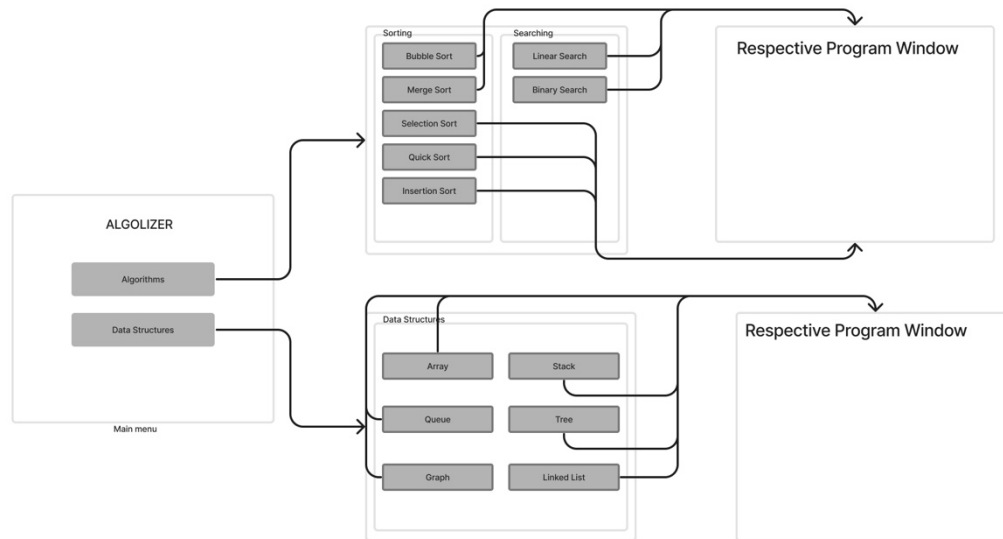 Sorting
Bubble Sort
Merge Sort
Selection Sort
Quick Sort
Insertion Sort
Searching
Linear Search
Binary Search
Respective Program Window
ALGOLIZER
Algorithms
Data Structures
Main menu
Data Structures
Array
Stack
Queue
Tree
Graph
Linked List
Respective Program Window